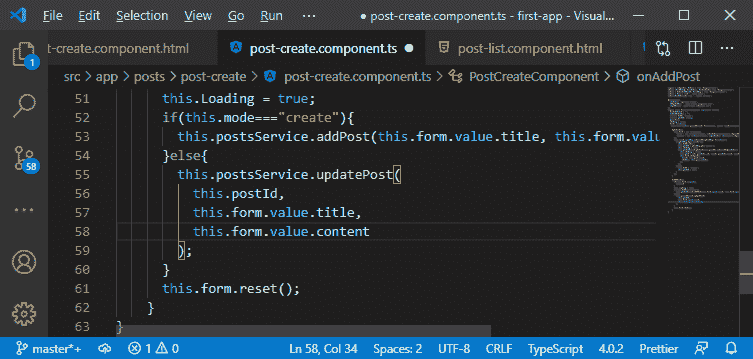 File Edit Selection View Go Run ··· ● post-create.component.ts - first-app - Visual...
t-create.component.html post-create.component.ts ● post-list.component.html
src > app > posts > post-create > post-create.component.ts > PostCreateComponent > onAddPost
51 this.Loading = true;
52 if(this.mode==="create"){
53 this.postsService.addPost(this.form.value.title, this.form.valu
54 }else{
55 this.postsService.updatePost(
56 this.postId,
57 this.form.value.title,
58 this.form.value.content
59 );
60 }
61 this.form.reset();
62 }
63 }
1
58
master*+ 1 0 Ln 58, Col 34 Spaces: 2 UTF-8 CRLF TypeScript 4.0.2 Prettier